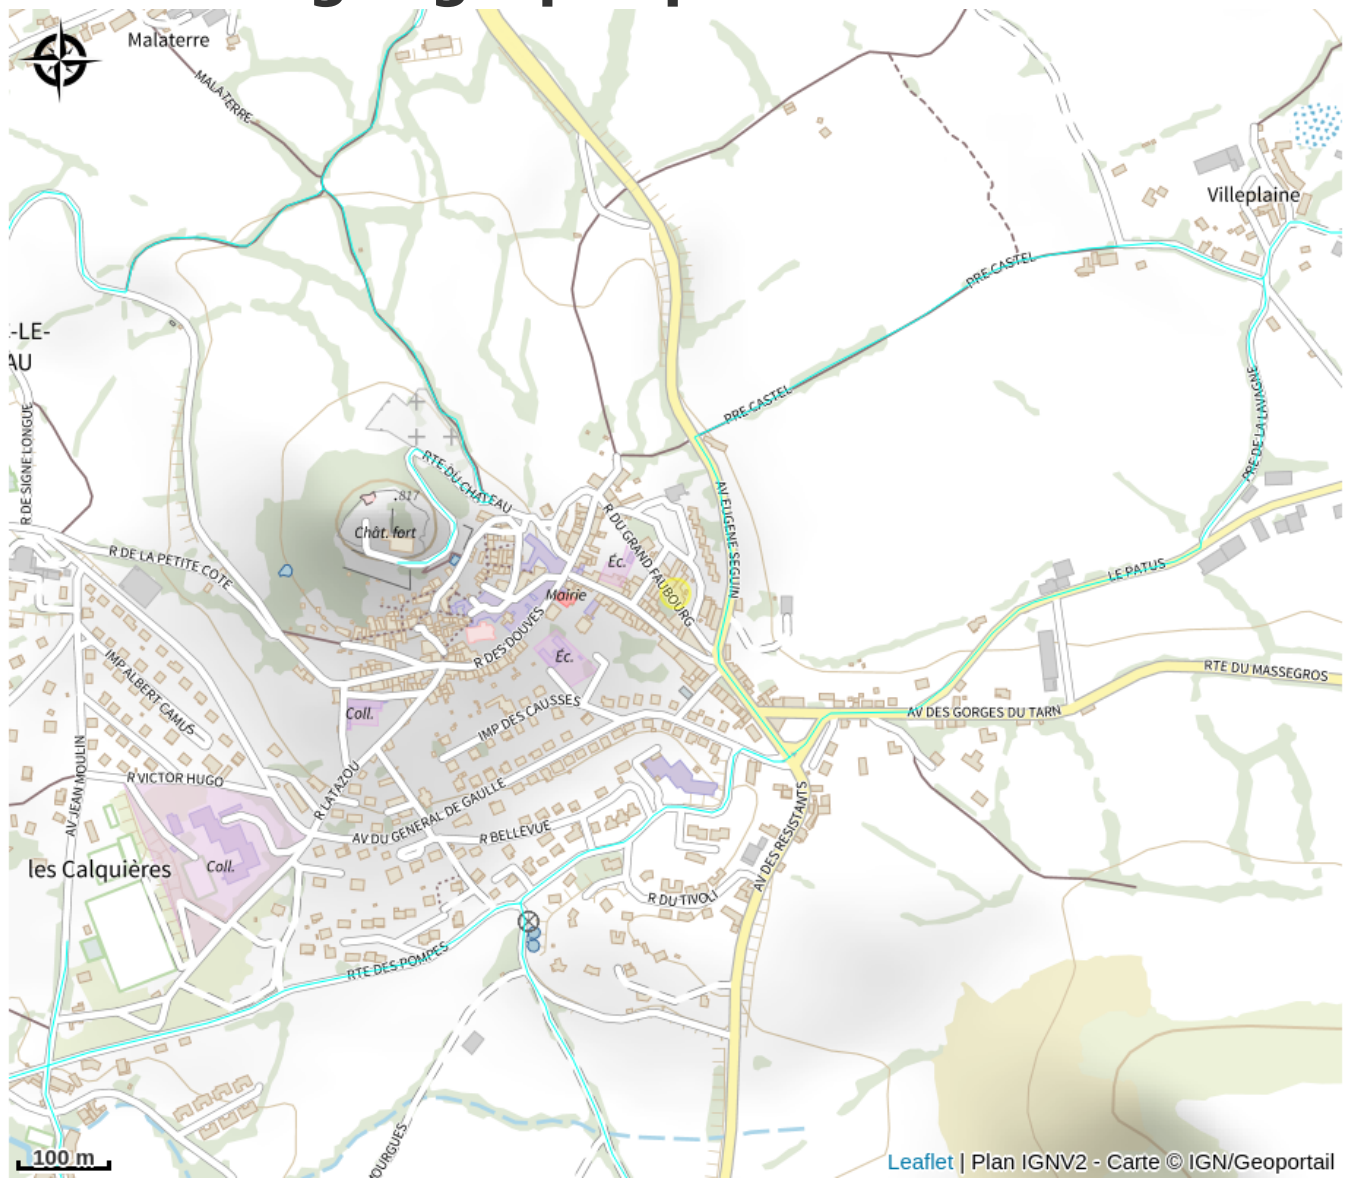 Malaterre
MALATERRE
Villeplaine
PRE CASTEL
PRE CASTEL
-LE-
AU
R DE SIGNE LONGUE
PRE DE LA LAVAGNE
RTE DU CHATEAU
.817
Chât. fort
AV EUGENE SEGUIN
R DU GRAND FAUBOURG
Éc.
Mairie
R DE LA PETITE COTE
LE PATUS
R DES DOUVES
Éc.
IMP ALBERT CAMUS
RTE DU MASSEGROS
IMP DES CAUSSES
Coll.
AV DES GORGES DU TARN
AV JEAN MOULIN
R VICTOR HUGO
R LATAZOU
AV DU GENERAL DE GAULLE
R BELLEVUE
AV DES RESISTANTS
les Calquières
Coll.
R DU TIVOLI
RTE DES POMPES
OURGUES
100 m
Leaflet | Plan IGNV2 - Carte © IGN/Geoportail